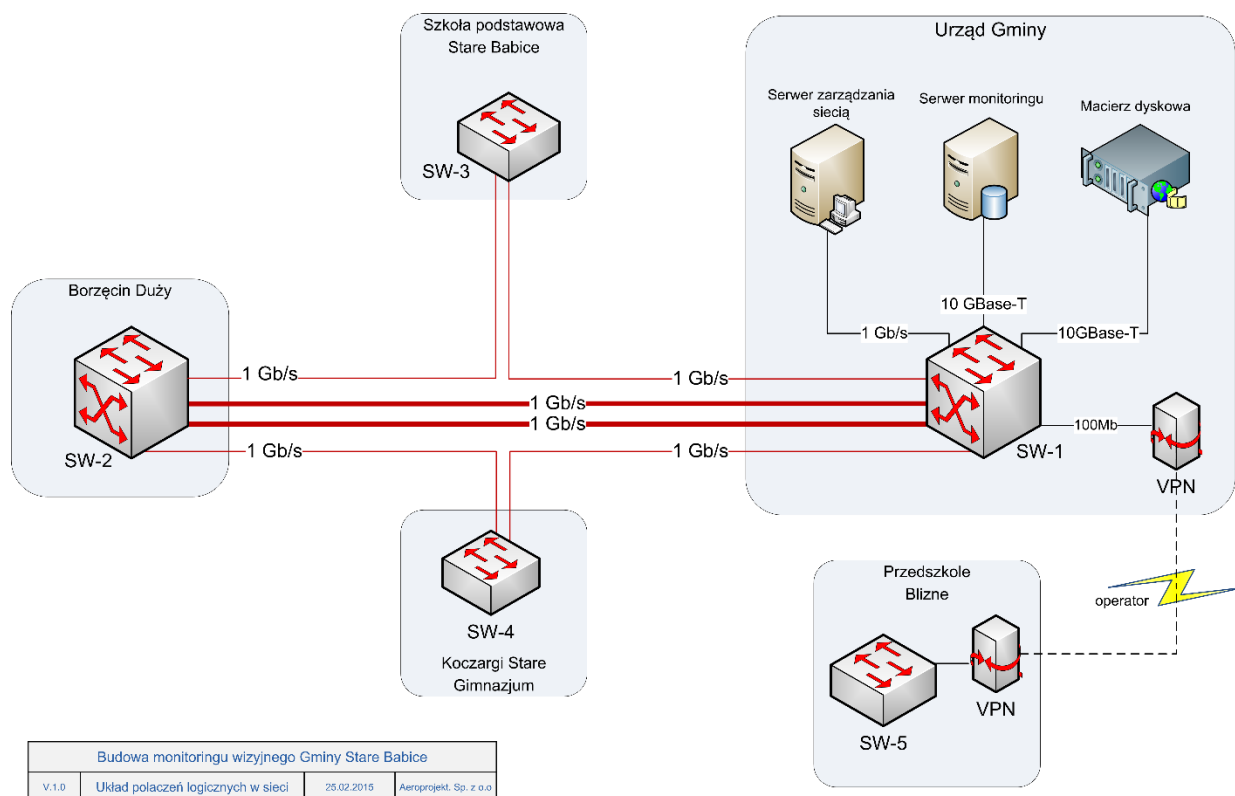 Szkoła podstawowa
Stare Babice
SW-3
Urząd Gminy
Serwer zarządzania
siecią
Serwer monitoringu
Macierz dyskowa
10 GBase-T
1 Gb/s
10GBase-T
Borzęcin Duży
SW-2
1 Gb/s
1 Gb/s
1 Gb/s
1 Gb/s
1 Gb/s
1 Gb/s
SW-1
100Mb
VPN
SW-4
Koczargi Stare
Gimnazjum
Przedszkole
Blizne
SW-5
VPN
operator
Budowa monitoringu wizyjnego Gminy Stare Babice
V.1.0 Układ polaczeń logicznych w sieci 25.02.2015 Aeroprojekt. Sp. z o.o